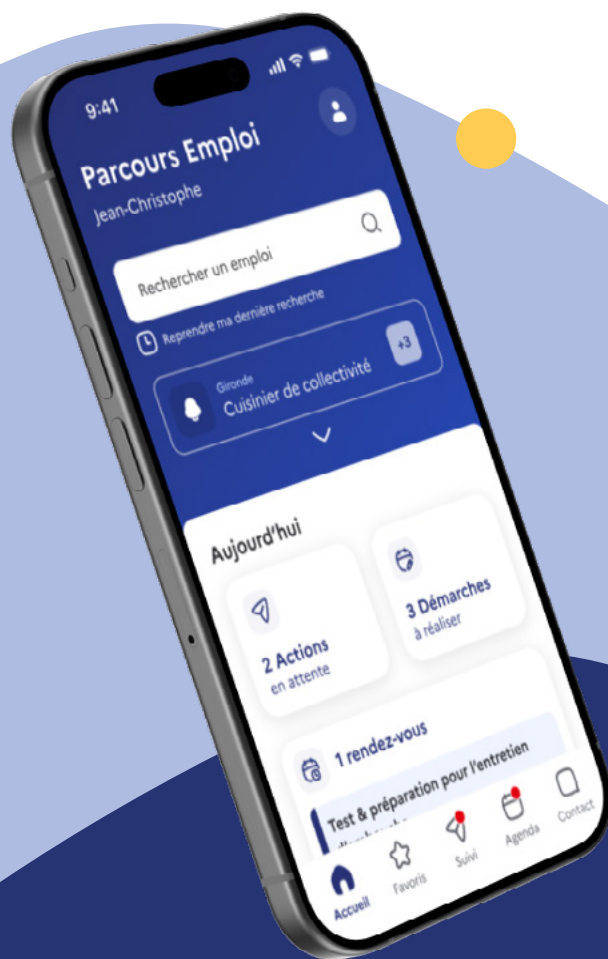 9:41
Parcours Emploi
Jean-Christophe
Rechercher un emploi
Reprendre ma dernière recherche
Gironde
Cuisinier de collectivité
+3
Aujourd'hui
2 Actions
en attente
3 Démarches
à réaliser
1 rendez-vous
Test & préparation pour l'entretien
Accueil
Favoris
Suivi
Agenda
Contact